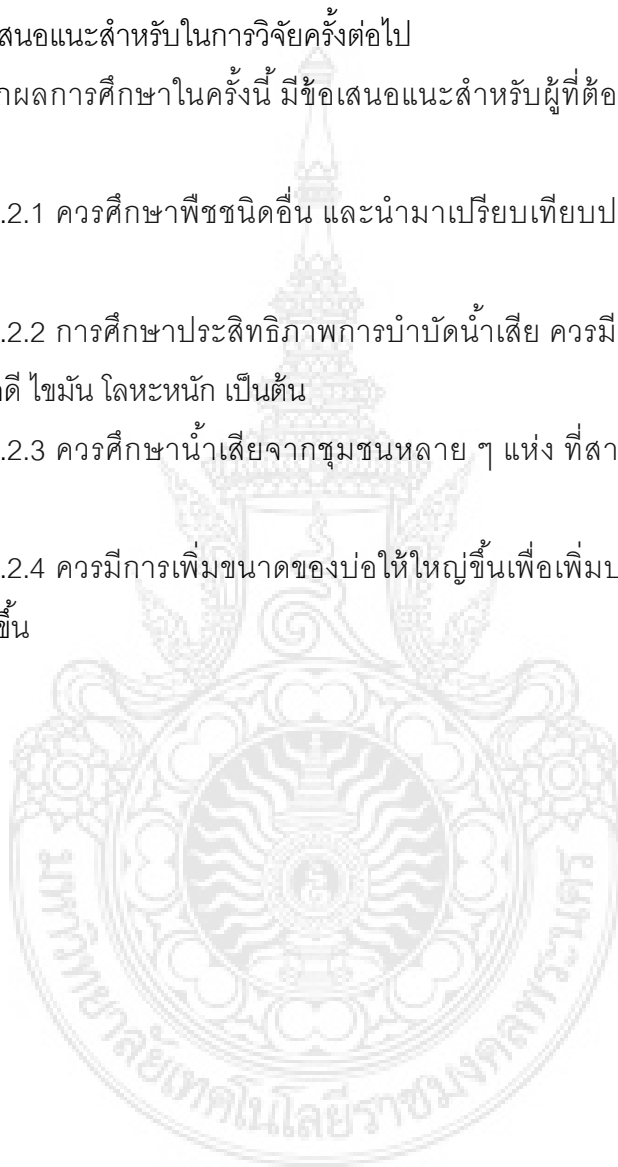 สนอแนะสำหรับในการวิจัยครั้งต่อไป
กผลการศึกษาในครั้งนี้ มีข้อเสนอแนะสำหรับผู้ที่ต้อ
.2.1 ควรศึกษาพืชชนิดอื่น และนำมาเปรียบเทียบป
.2.2 การศึกษาประสิทธิภาพการบำบัดน้ำเสีย ควรมี
ดี ไขมัน โลหะหนัก เป็นต้น
.2.3 ควรศึกษาน้ำเสียจากชุมชนหลาย ๆ แห่ง ที่สา
.2.4 ควรมีการเพิ่มขนาดของบ่อให้ใหญ่ขึ้นเพื่อเพิ่มป
ขึ้น
มหาวิทยาลัยเทคโนโลยีราชมงคลพระนคร